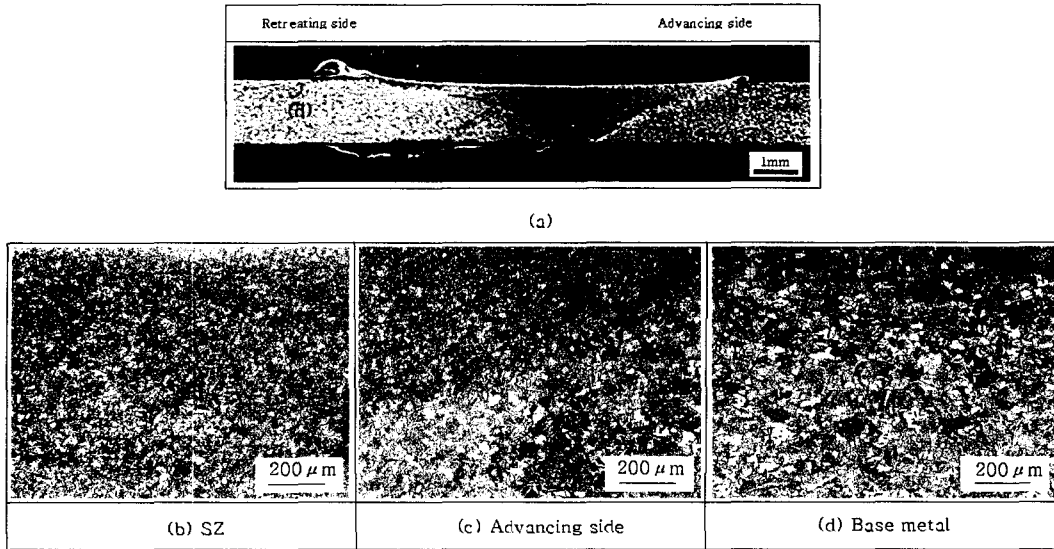 Retreating side
Advancing side
1mm
(a)
200 μm
200 μm
200 μm
(b) SZ
(c) Advancing side
(d) Base metal